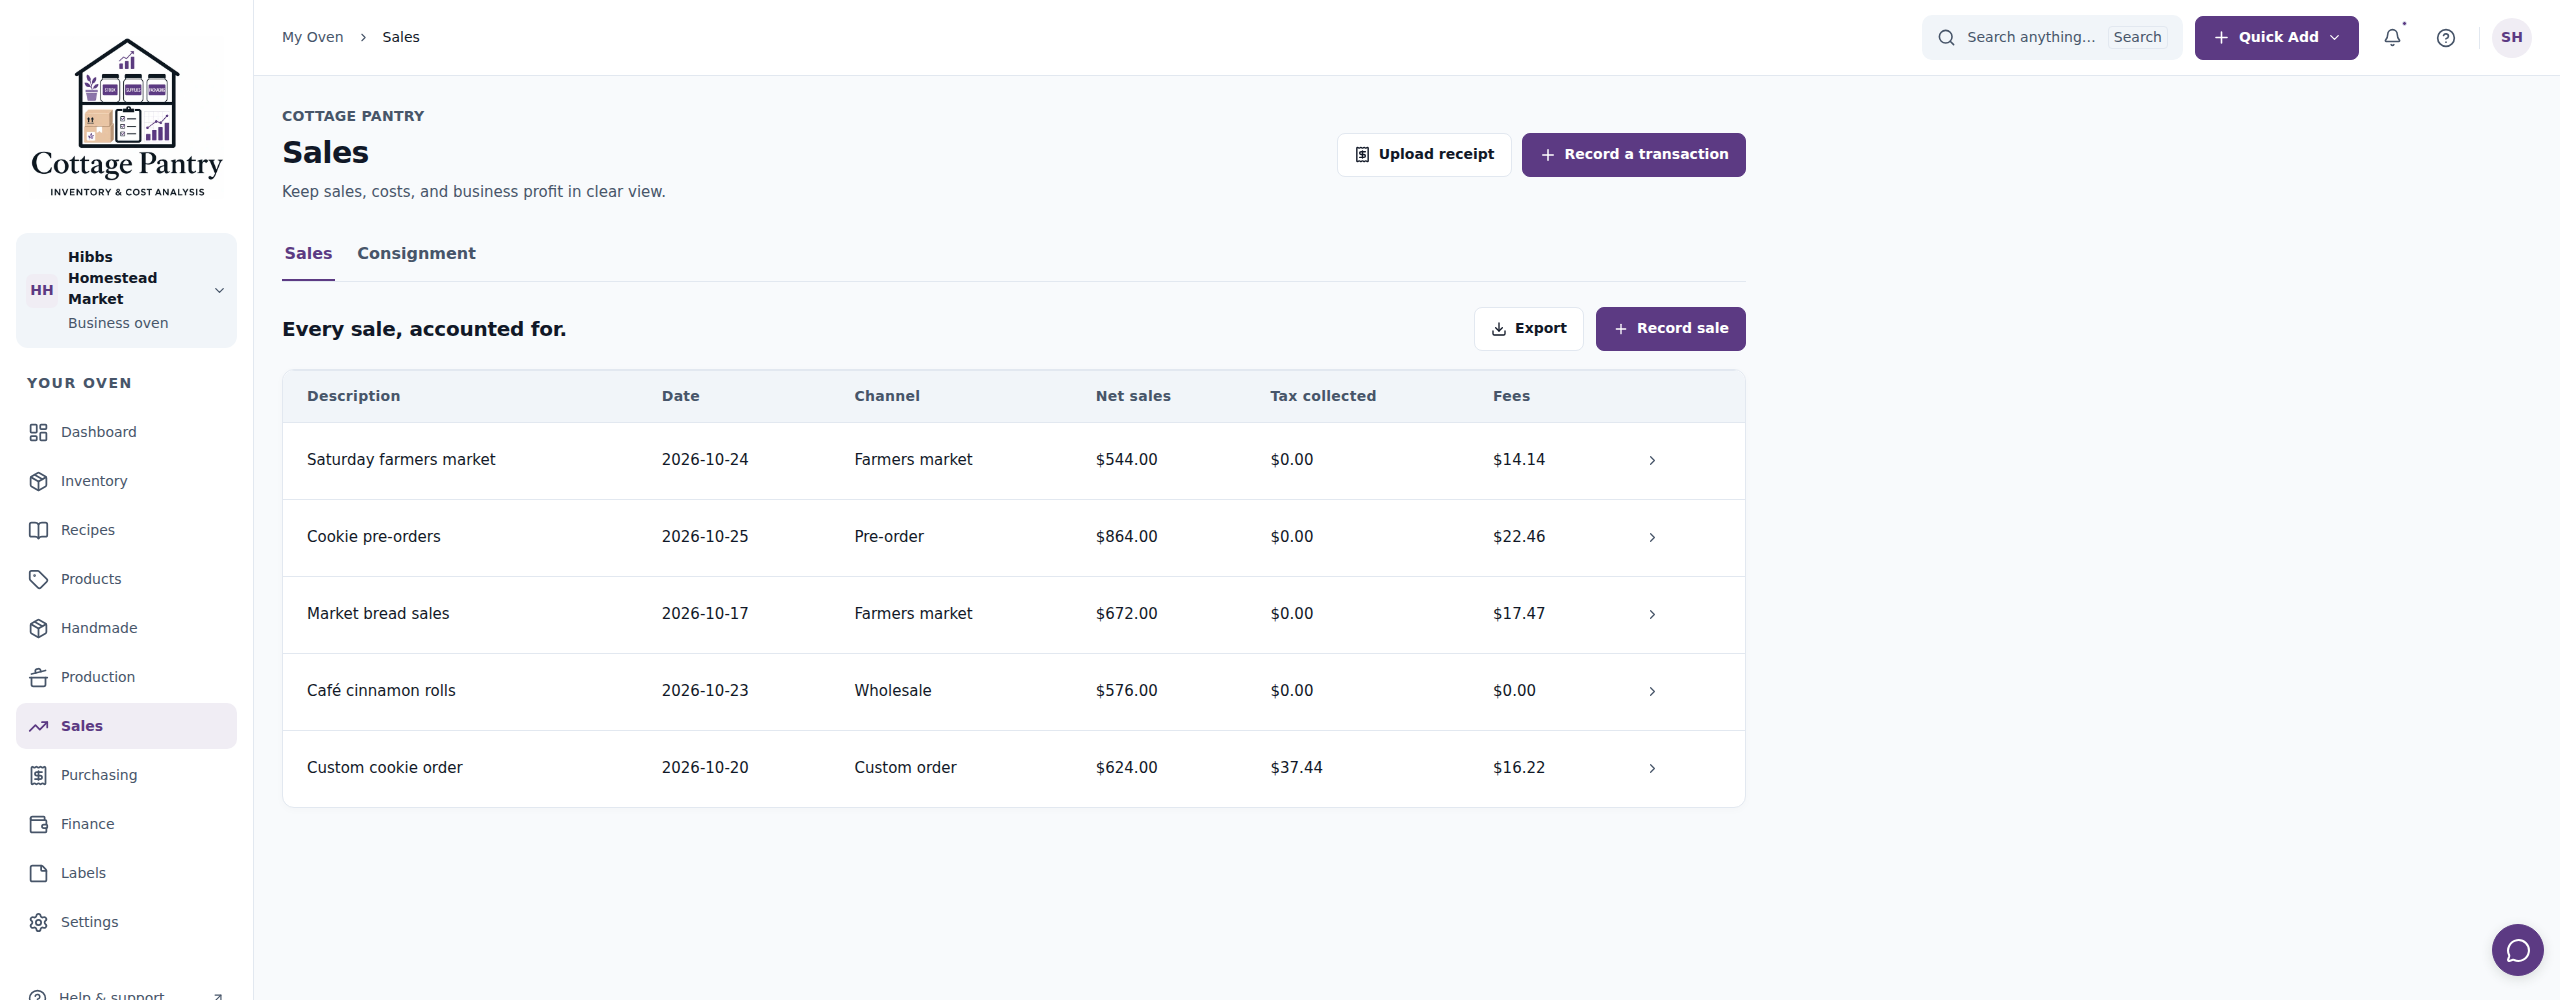 My Oven > Sales
Search anything... Search
Quick Add
SH
STOCK SUPPLIES PACKAGING
Cottage Pantry
INVENTORY & COST ANALYSIS
HH
Hibbs
Homestead
Market
Business oven
YOUR OVEN
Dashboard
Inventory
Recipes
Products
Handmade
Production
Sales
Purchasing
Finance
Labels
Settings
Help & support
COTTAGE PANTRY
Sales
Keep sales, costs, and business profit in clear view.
Upload receipt
Record a transaction
Sales Consignment
Every sale, accounted for.
Export
Record sale
Description Date Channel Net sales Tax collected Fees
Saturday farmers market 2026-10-24 Farmers market $544.00 $0.00 $14.14
Cookie pre-orders 2026-10-25 Pre-order $864.00 $0.00 $22.46
Market bread sales 2026-10-17 Farmers market $672.00 $0.00 $17.47
Café cinnamon rolls 2026-10-23 Wholesale $576.00 $0.00 $0.00
Custom cookie order 2026-10-20 Custom order $624.00 $37.44 $16.22